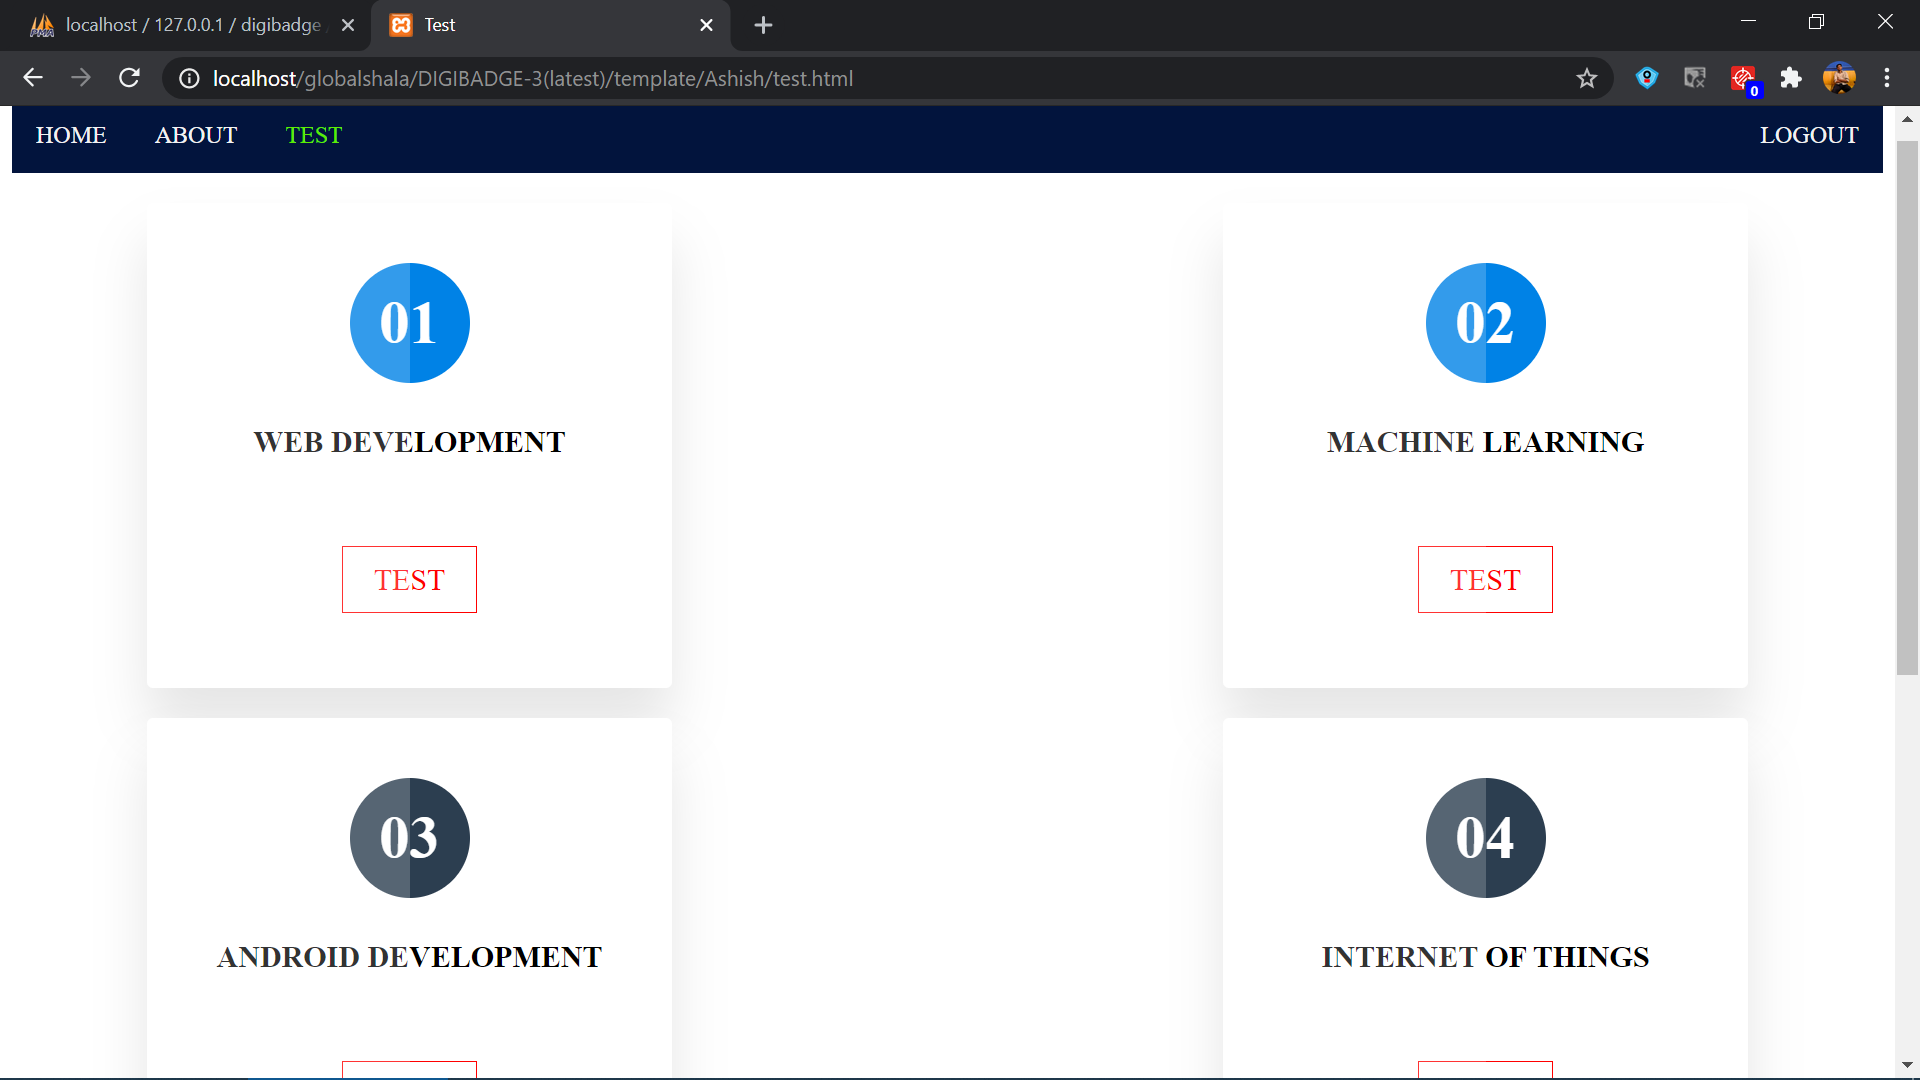 localhost / 127.0.0.1 / digibadge
Test
localhost/globalshala/DIGIBADGE-3(latest)/template/Ashish/test.html
0
HOME ABOUT TEST LOGOUT
01
WEB DEVELOPMENT
TEST
02
MACHINE LEARNING
TEST
03
ANDROID DEVELOPMENT
04
INTERNET OF THINGS